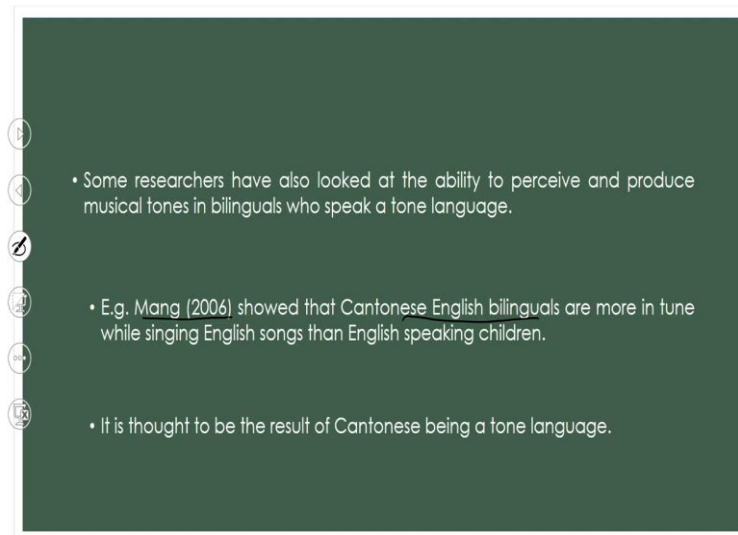 • Some researchers have also looked at the ability to perceive and produce
musical tones in bilinguals who speak a tone language.
• E.g. Mang (2006) showed that Cantonese English bilinguals are more in tune
while singing English songs than English speaking children.
• It is thought to be the result of Cantonese being a tone language.